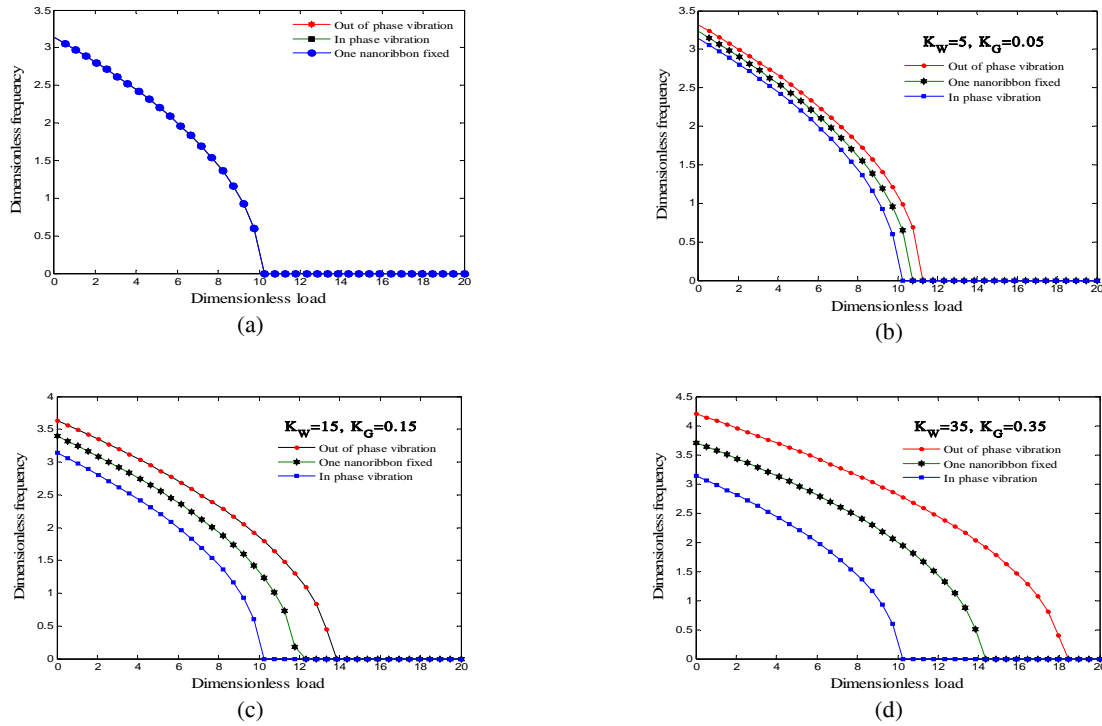 Out of phase vibration
In phase vibration
One nanoribbon fixed
Dimensionless frequency
3.5
3
2.5
2
1.5
1
0.5
0
0 2 4 6 8 10 12 14 16 18 20
Dimensionless load
(a)
K_W=5, K_G=0.05
Out of phase vibration
One nanoribbon fixed
In phase vibration
Dimensionless frequency
3.5
3
2.5
2
1.5
1
0.5
0
0 2 4 6 8 10 12 14 16 18 20
Dimensionless load
(b)
K_W=15, K_G=0.15
Out of phase vibration
One nanoribbon fixed
In phase vibration
Dimensionless frequency
4
3.5
3
2.5
2
1.5
1
0.5
0
0 2 4 6 8 10 12 14 16 18 20
Dimensionless load
(c)
K_W=35, K_G=0.35
Out of phase vibration
One nanoribbon fixed
In phase vibration
Dimensionless frequency
4.5
4
3.5
3
2.5
2
1.5
1
0.5
0
0 2 4 6 8 10 12 14 16 18 20
Dimensionless load
(d)